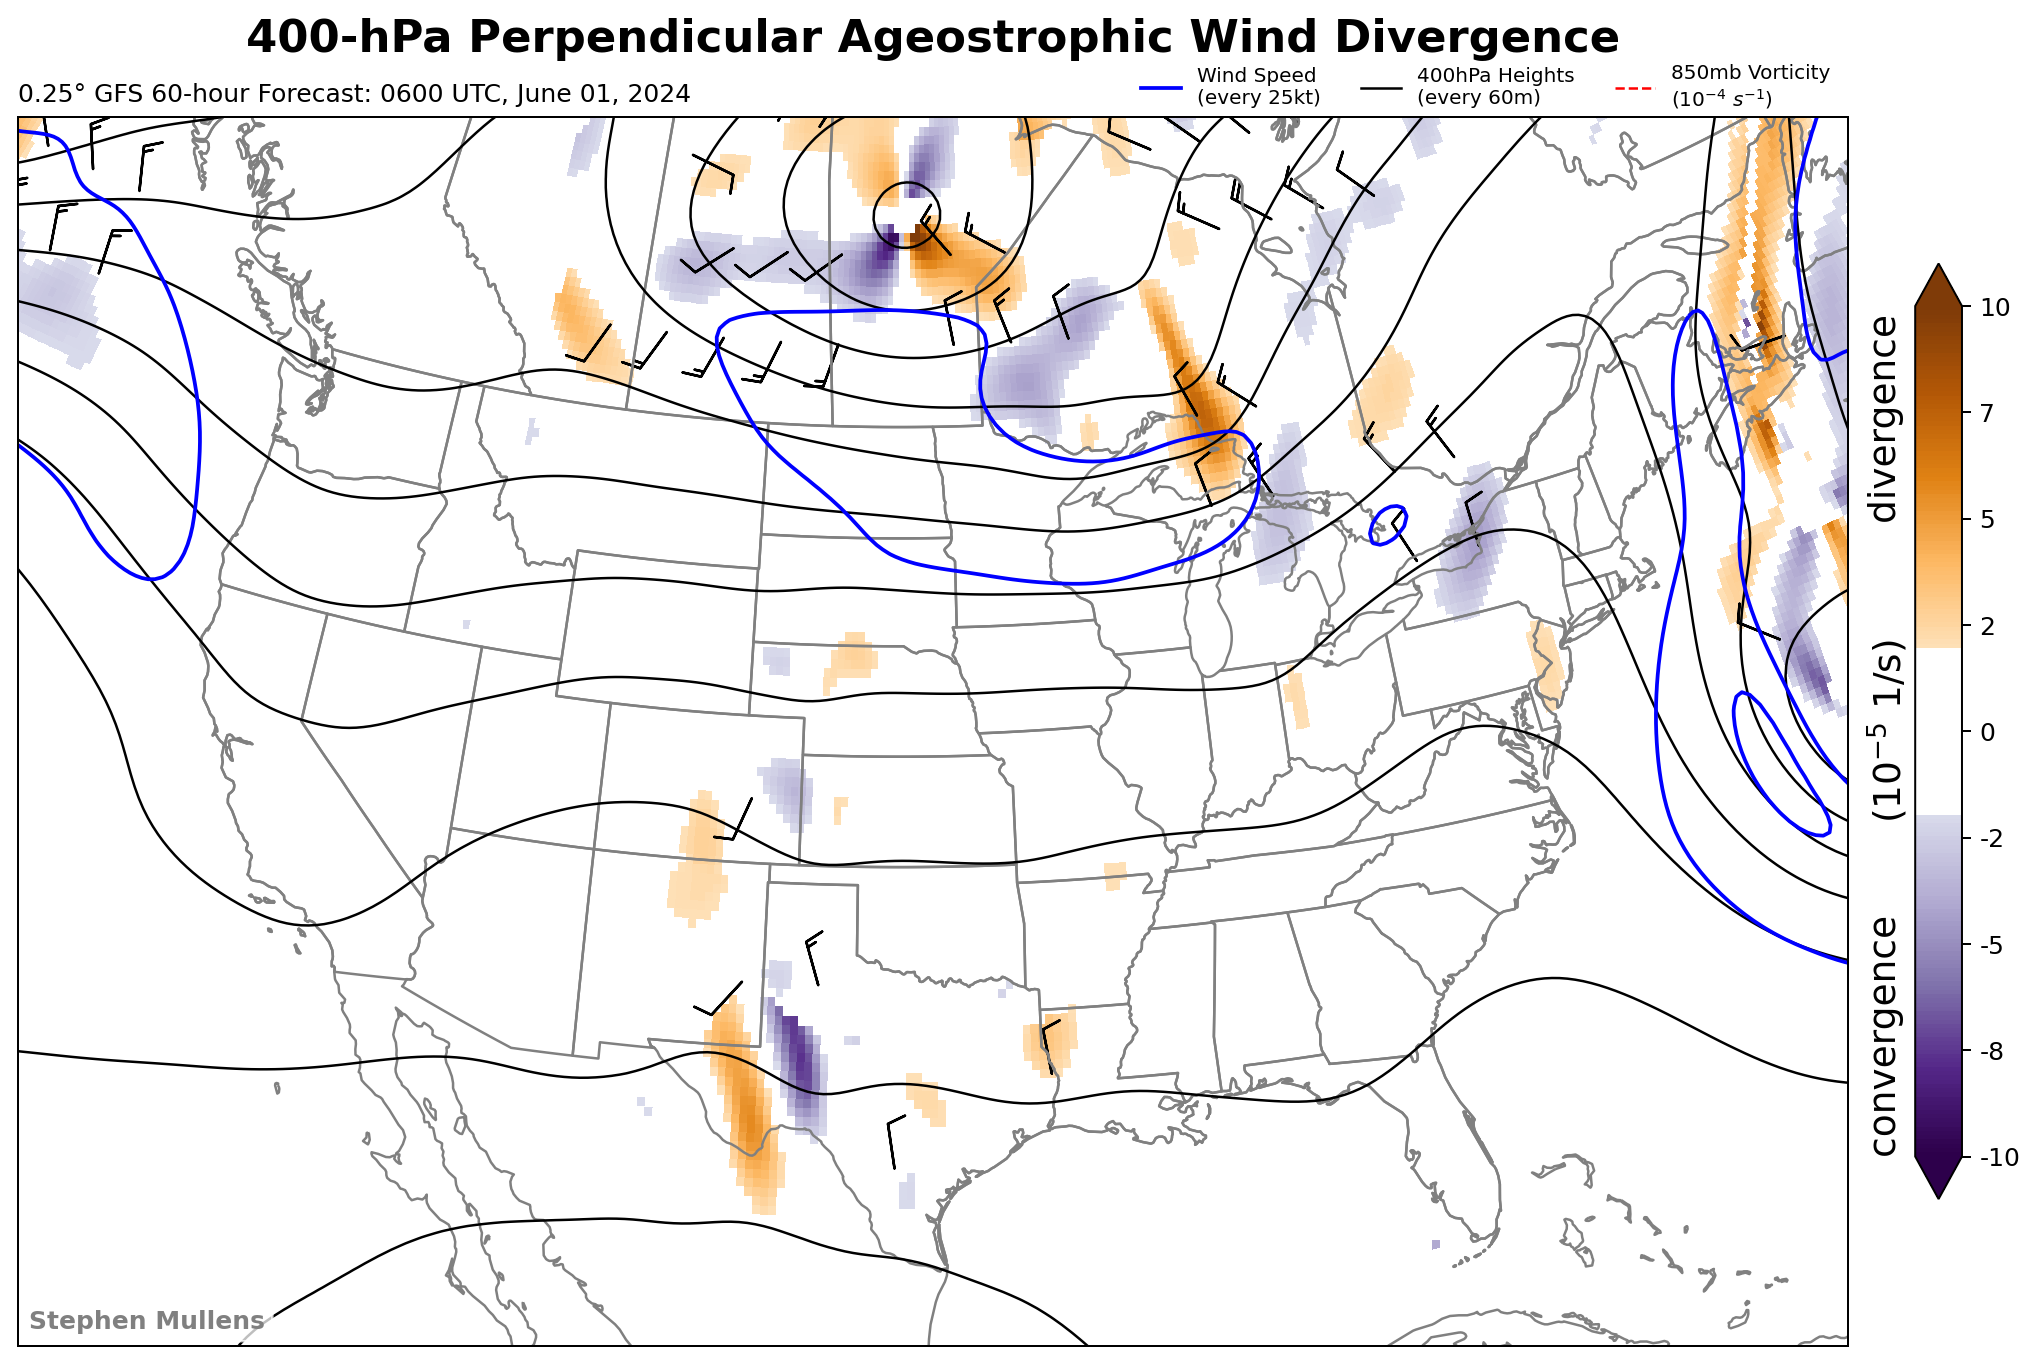 400-hPa Perpendicular Ageostrophic Wind Divergence
0.25° GFS 60-hour Forecast: 0600 UTC, June 01, 2024
Wind Speed
(every 25kt)
400hPa Heights
(every 60m)
850mb Vorticity
(10⁻⁴ s⁻¹)
10
7
5
2
0
-2
-5
-8
-10
convergence (10⁻⁵ 1/s) divergence
Stephen Mullens